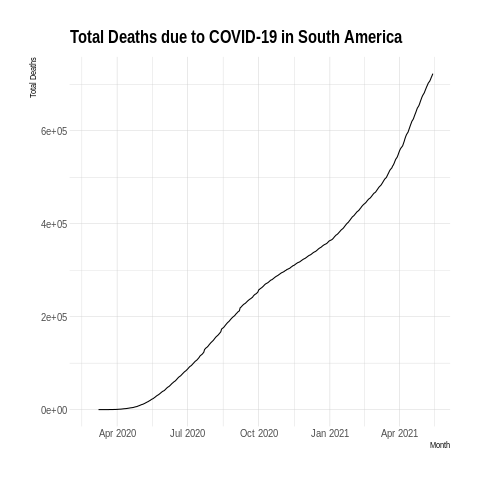 Total Deaths due to COVID-19 in South America
Total Deaths
6e+05
4e+05
2e+05
0e+00
Apr 2020 Jul 2020 Oct 2020 Jan 2021 Apr 2021
Month